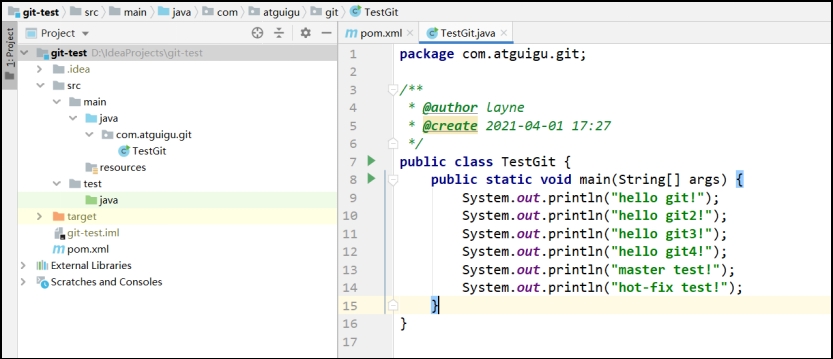 git-test › src › main › java › com › atguigu › git › TestGit
1: Project
Project
git-test D:\IdeaProjects\git-test
.idea
src
main
java
com.atguigu.git
TestGit
resources
test
java
target
git-test.iml
pom.xml
External Libraries
Scratches and Consoles
pom.xml × TestGit.java ×
1 package com.atguigu.git;
2
3 /**
4 * @author layne
5 * @create 2021-04-01 17:27
6 */
7 public class TestGit {
8 public static void main(String[] args) {
9 System.out.println("hello git!");
10 System.out.println("hello git2!");
11 System.out.println("hello git3!");
12 System.out.println("hello git4!");
13 System.out.println("master test!");
14 System.out.println("hot-fix test!");
15 }
16 }
17